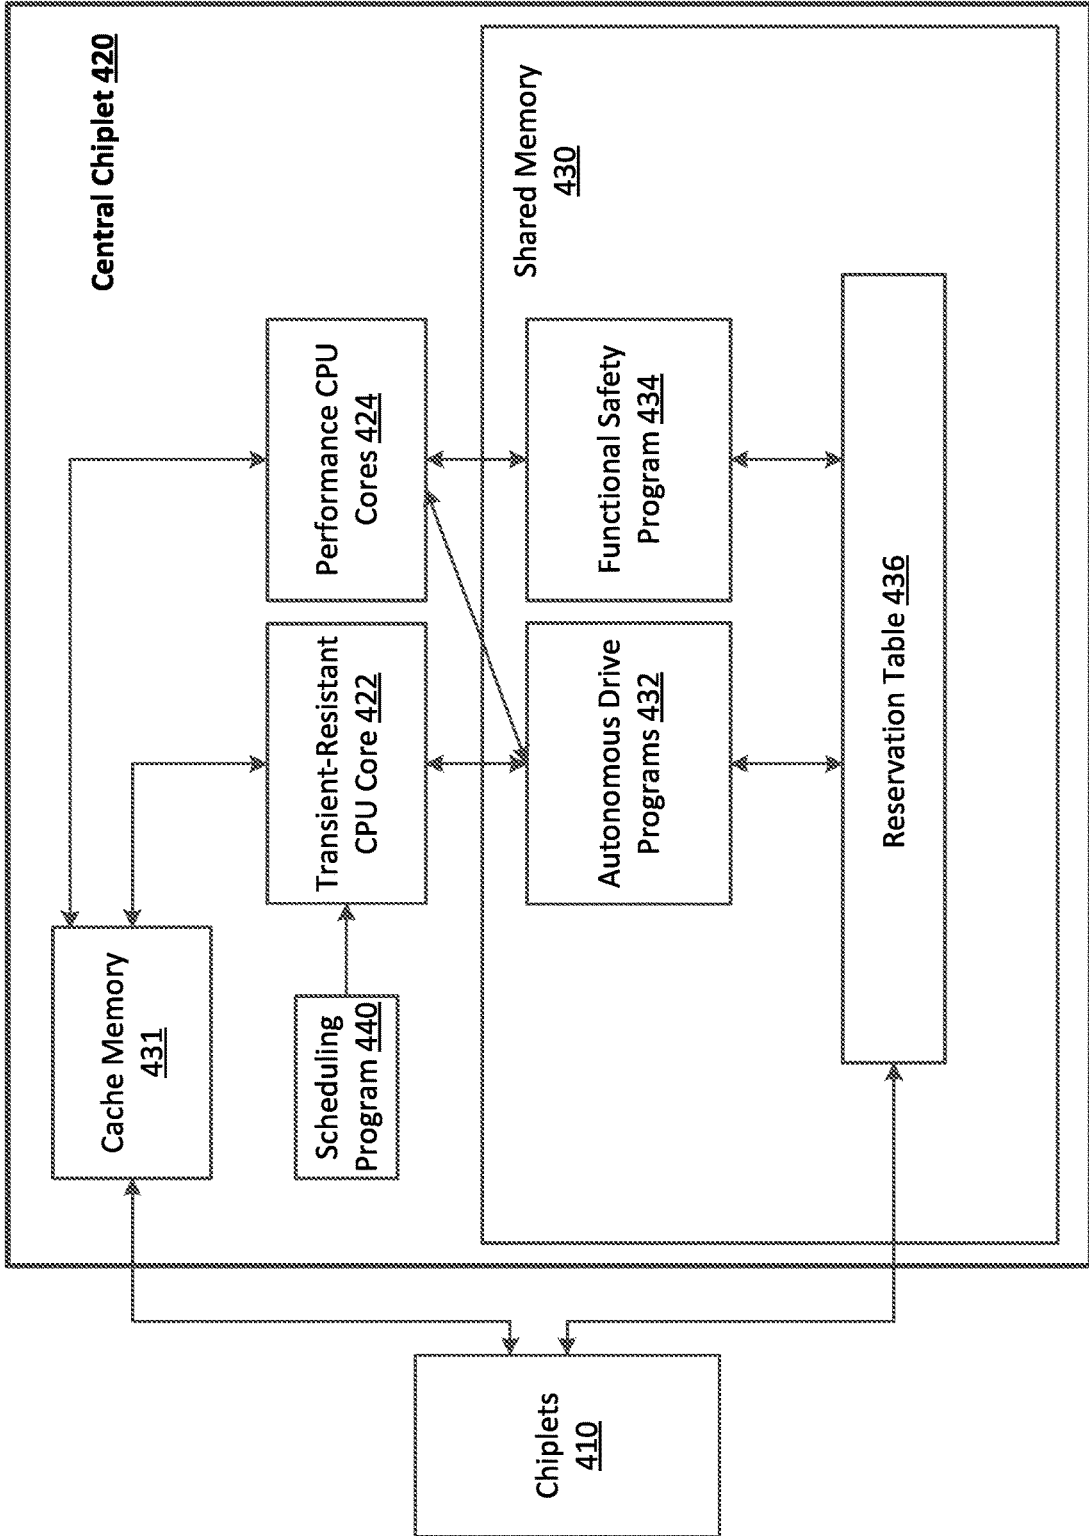 Central Chiplet 420
Cache Memory
431
Scheduling
Program 440
Transient-Resistant
CPU Core 422
Performance CPU
Cores 424
Chiplets
410
Shared Memory
430
Autonomous Drive
Programs 432
Functional Safety
Program 434
Reservation Table 436